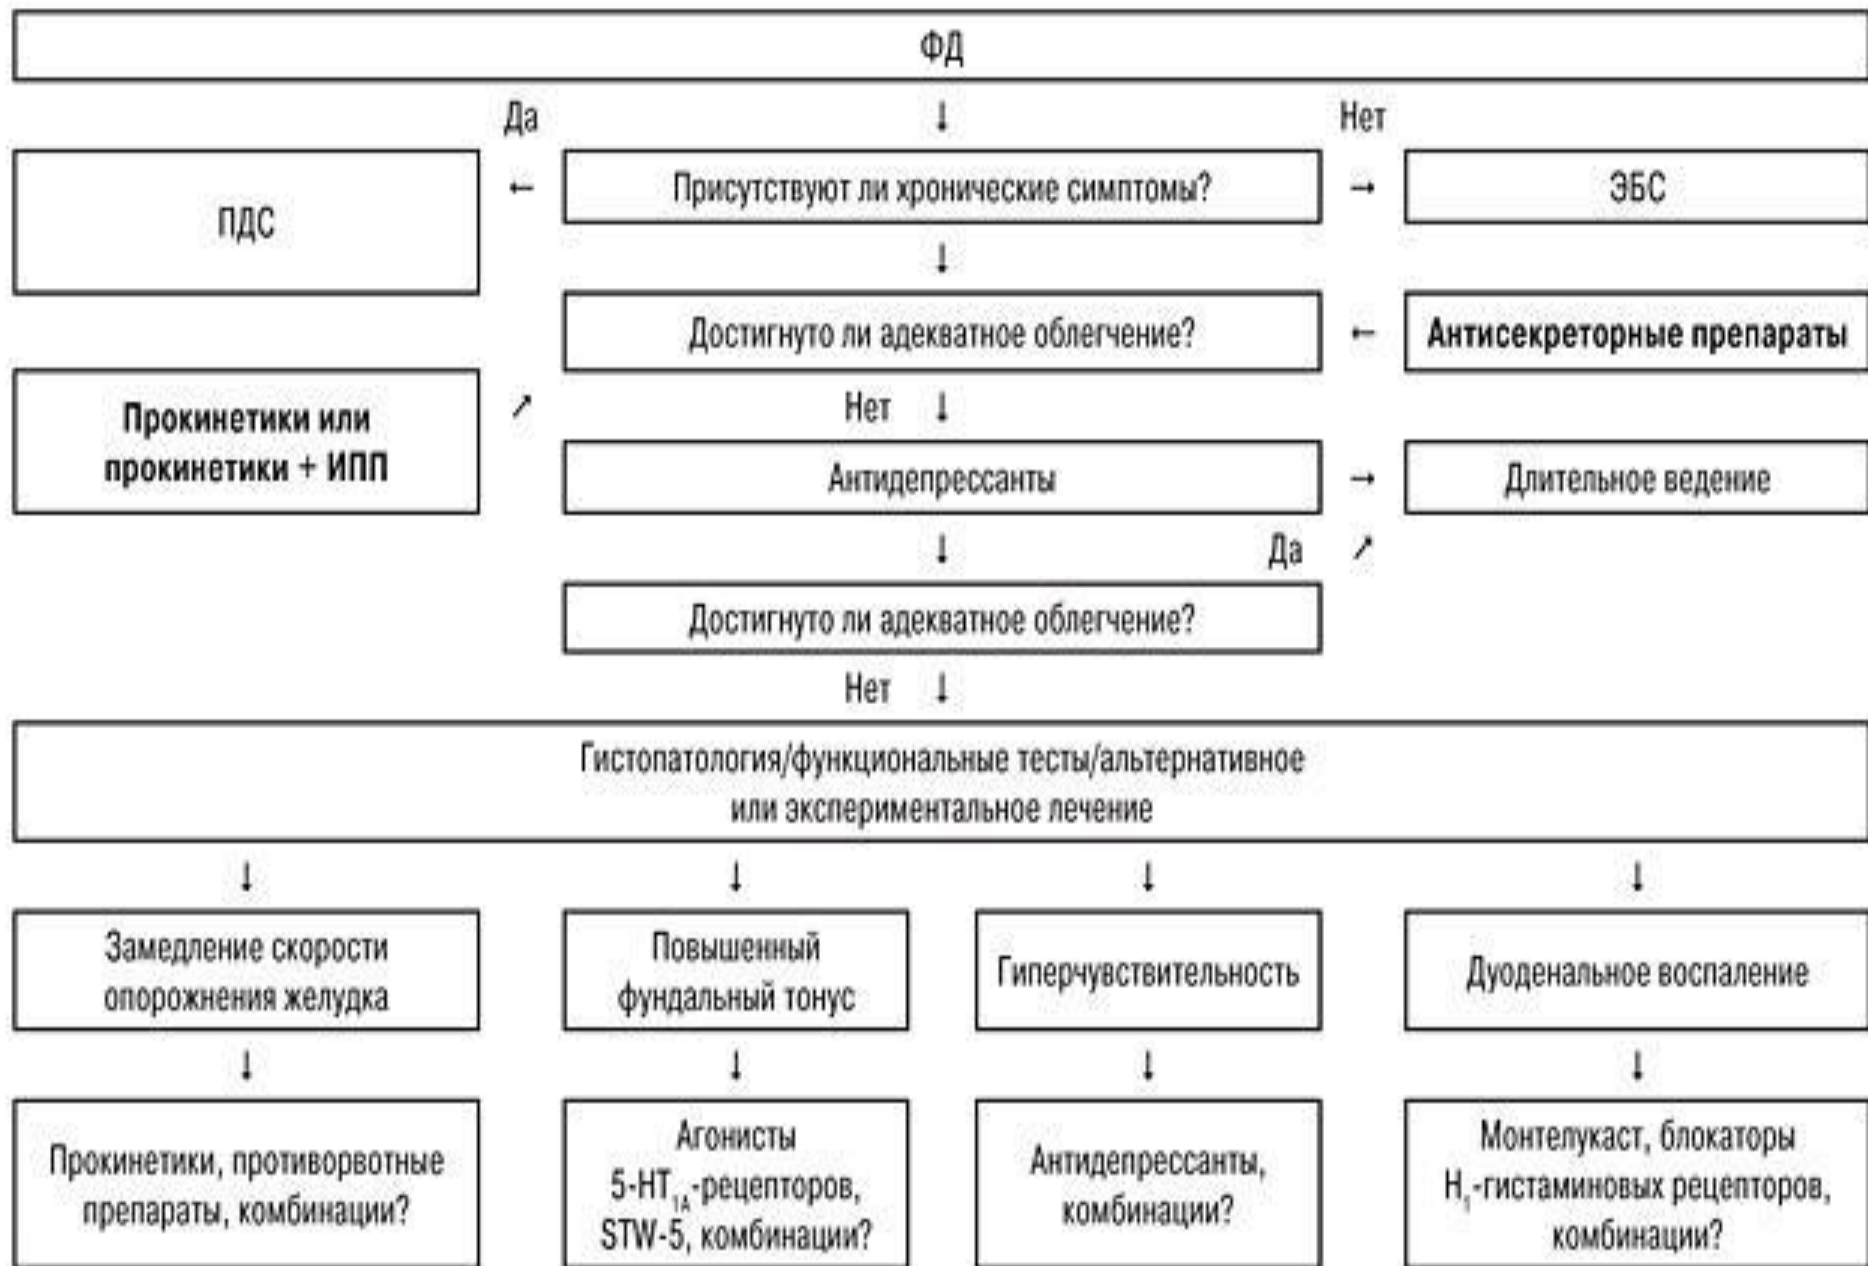 ФД
Да
Нет
ПДС
Присутствуют ли хронические симптомы?
ЭБС
Достигнуто ли адекватное облегчение?
Антисекреторные препараты
Прокинетики или
прокинетики + ИПП
Нет
Антидепрессанты
Длительное ведение
Да
Достигнуто ли адекватное облегчение?
Нет
Гистопатология/функциональные тесты/альтернативное
или экспериментальное лечение
Замедление скорости
опорожнения желудка
Повышенный
фундальный тонус
Гиперчувствительность
Дуоденальное воспаление
Прокинетики, противорвотные
препараты, комбинации?
Агонисты
5-HT1A-рецепторов,
STW-5, комбинации?
Антидепрессанты,
комбинации?
Монтелукаст, блокаторы
H1-гистаминовых рецепторов,
комбинации?